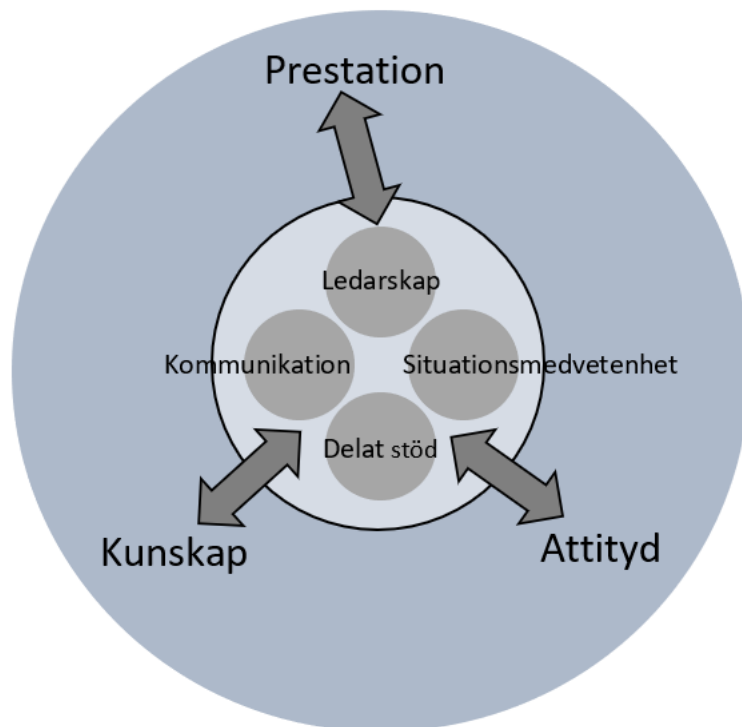 Prestation
Ledarskap
Kommunikation
Situationsmedvetenhet
Delat stöd
Kunskap
Attityd